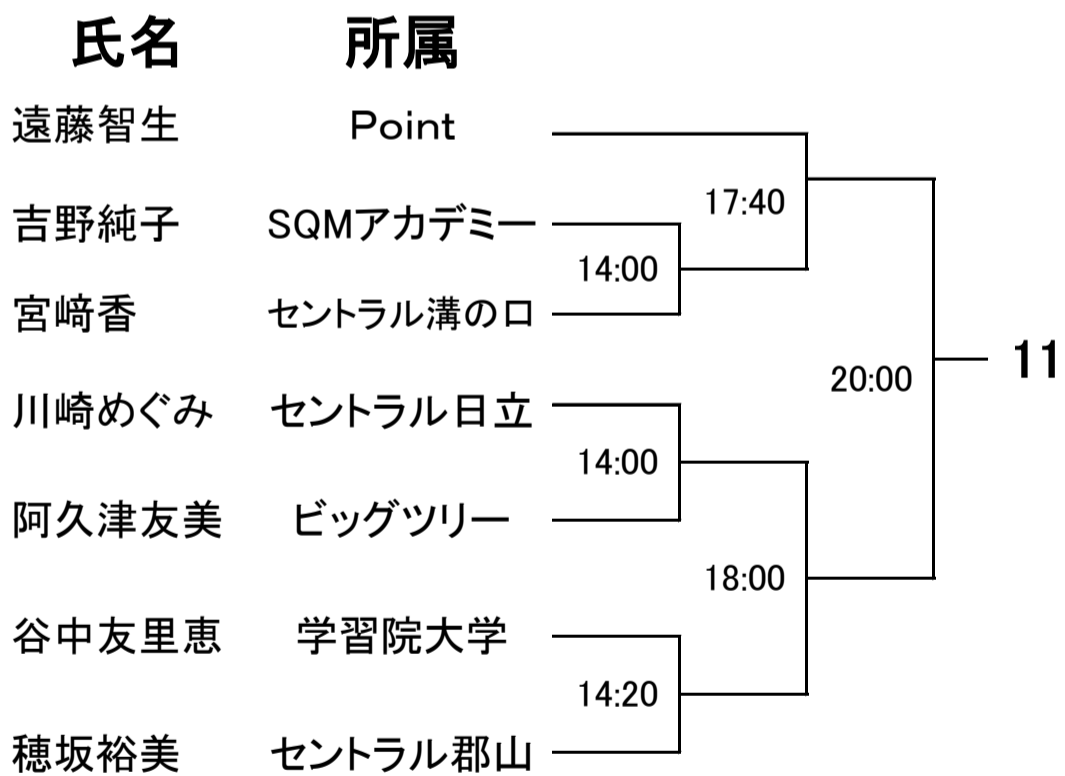 氏名 所属
遠藤智生 Point
17:40
吉野純子 SQMアカデミー
14:00
宮﨑香 セントラル溝の口
20:00
11
川崎めぐみ セントラル日立
14:00
阿久津友美 ビッグツリー
18:00
谷中友里恵 学習院大学
14:20
穂坂裕美 セントラル郡山